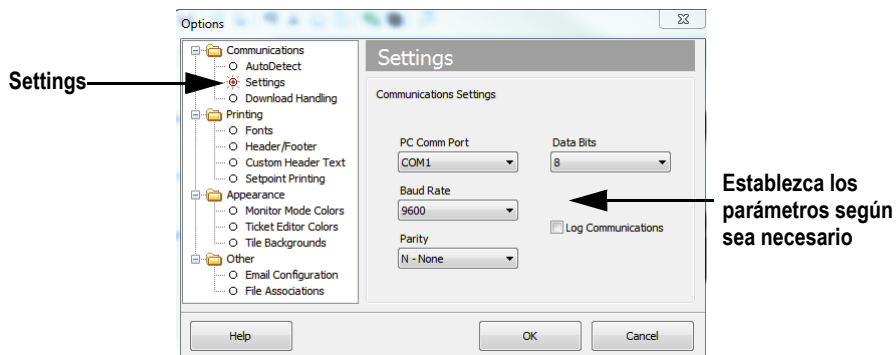 Options
Settings
Communications
AutoDetect
Settings
Download Handling
Printing
Fonts
Header/Footer
Custom Header Text
Setpoint Printing
Appearance
Monitor Mode Colors
Ticket Editor Colors
Tile Backgrounds
Other
Email Configuration
File Associations
Settings
Communications Settings
PC Comm Port
COM1
Data Bits
8
Baud Rate
9600
Log Communications
Parity
N - None
Establezca los
parámetros según
sea necesario
Help
OK
Cancel